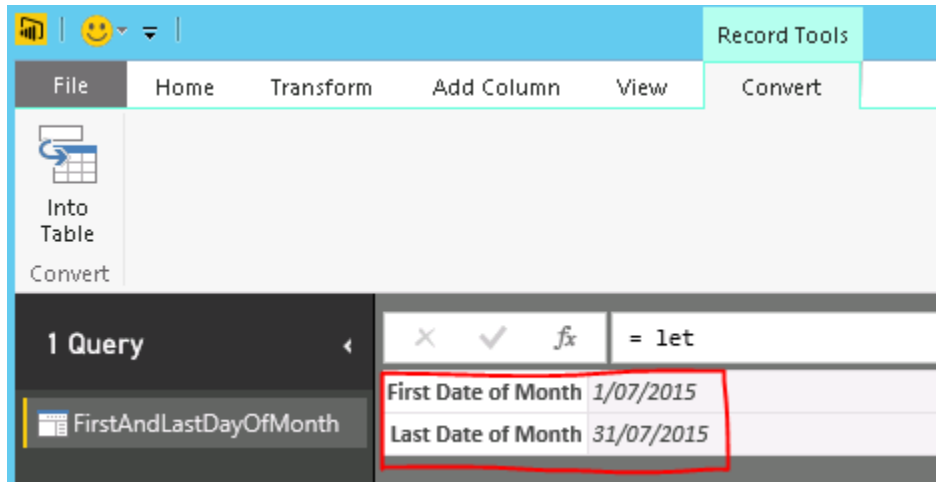 Record Tools
File Home Transform Add Column View Convert
Into
Table
Convert
1 Query
fx = let
First Date of Month 1/07/2015
FirstAndLastDayOfMonth
Last Date of Month 31/07/2015